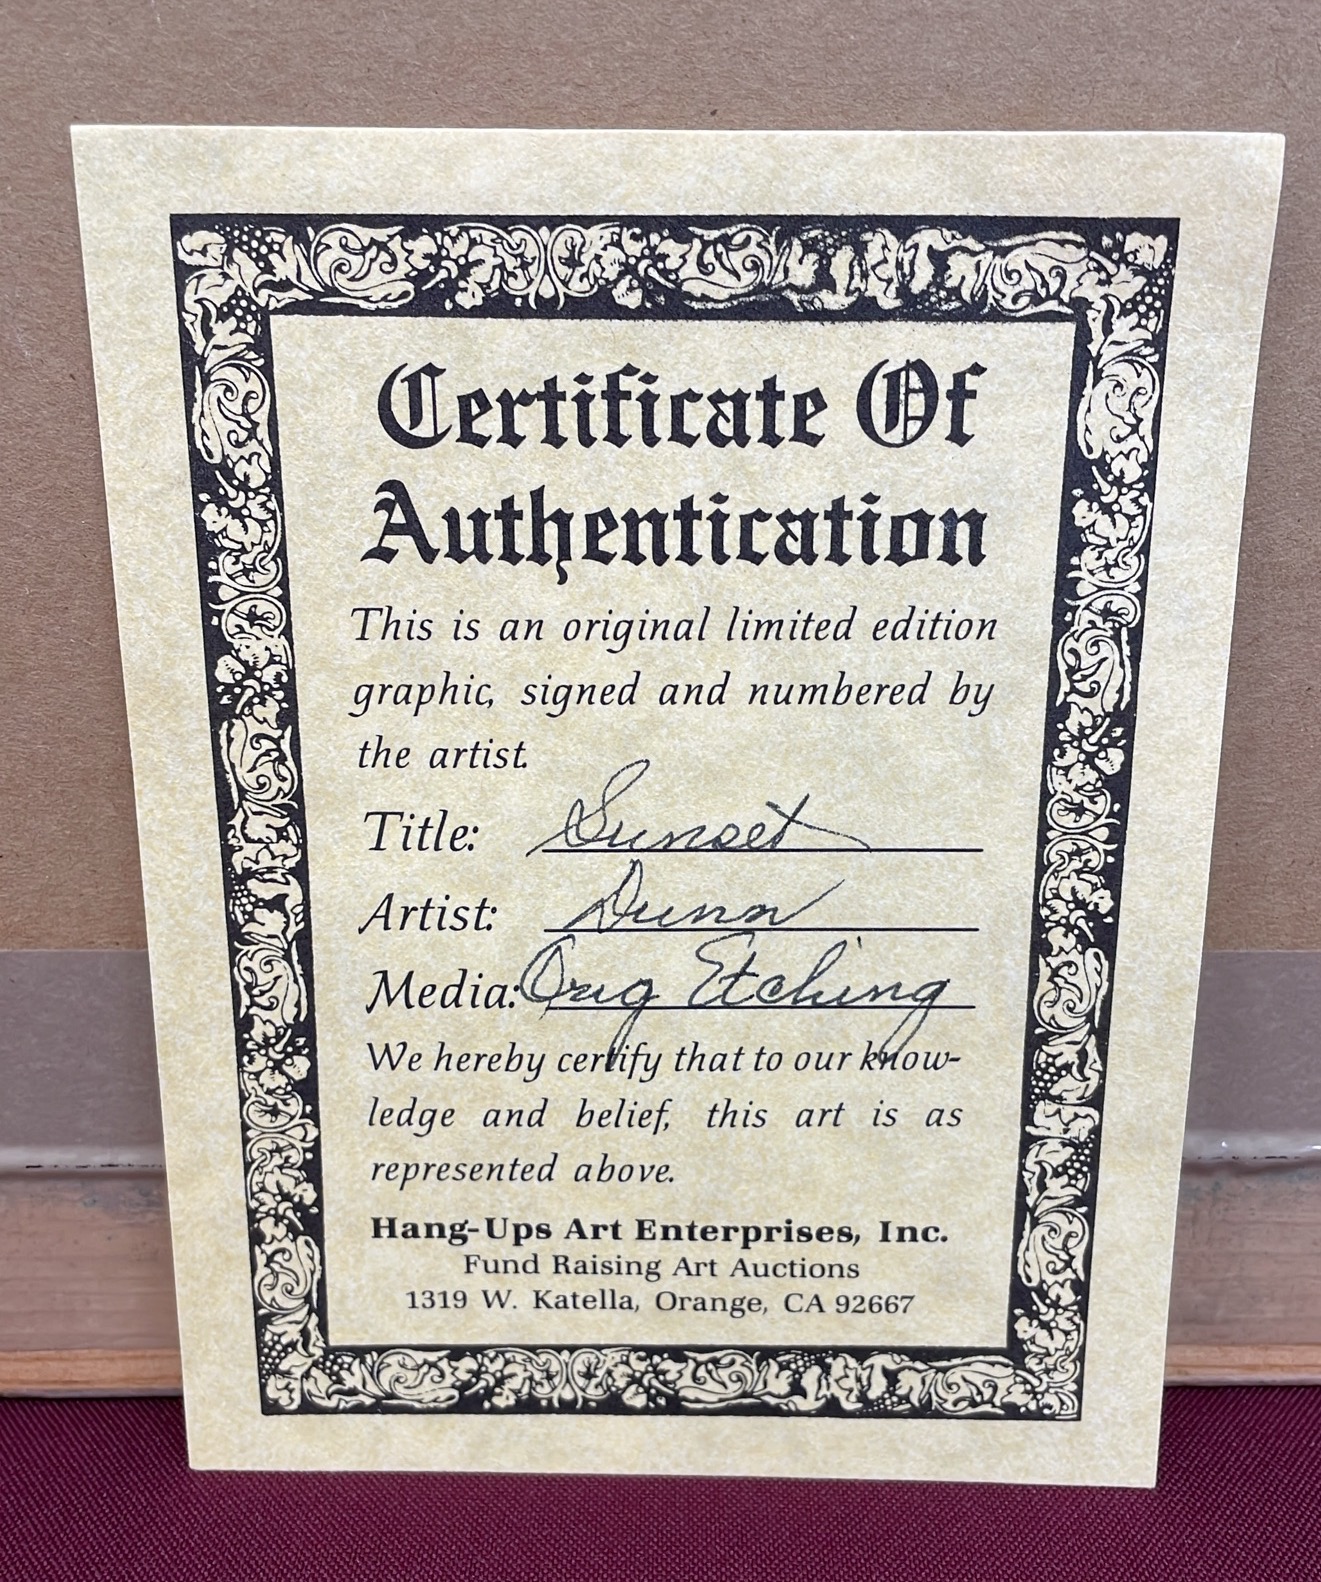 Certificate Of
Authentication
This is an original limited edition
graphic, signed and numbered by
the artist.
Title: Sunset
Artist: Dunn
Media: Orig Etching
We hereby certify that to our know-
ledge and belief, this art is as
represented above.
Hang-Ups Art Enterprises, Inc.
Fund Raising Art Auctions
1319 W. Katella, Orange, CA 92667